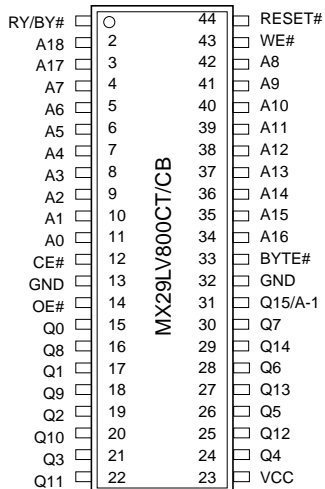 RY/BY# 44 RESET#
A18 2 43 WE#
A17 3 42 A8
A7 4 41 A9
A6 5 40 A10
A5 6 39 A11
A4 7 38 A12
A3 8 37 A13
A2 9 36 A14
A1 10 35 A15
A0 11 34 A16
CE# 12 33 BYTE#
GND 13 32 GND
OE# 14 31 Q15/A-1
Q0 15 30 Q7
Q8 16 29 Q14
Q1 17 28 Q6
Q9 18 27 Q13
Q2 19 26 Q5
Q10 20 25 Q12
Q3 21 24 Q4
Q11 22 23 VCC
MX29LV800CT/CB